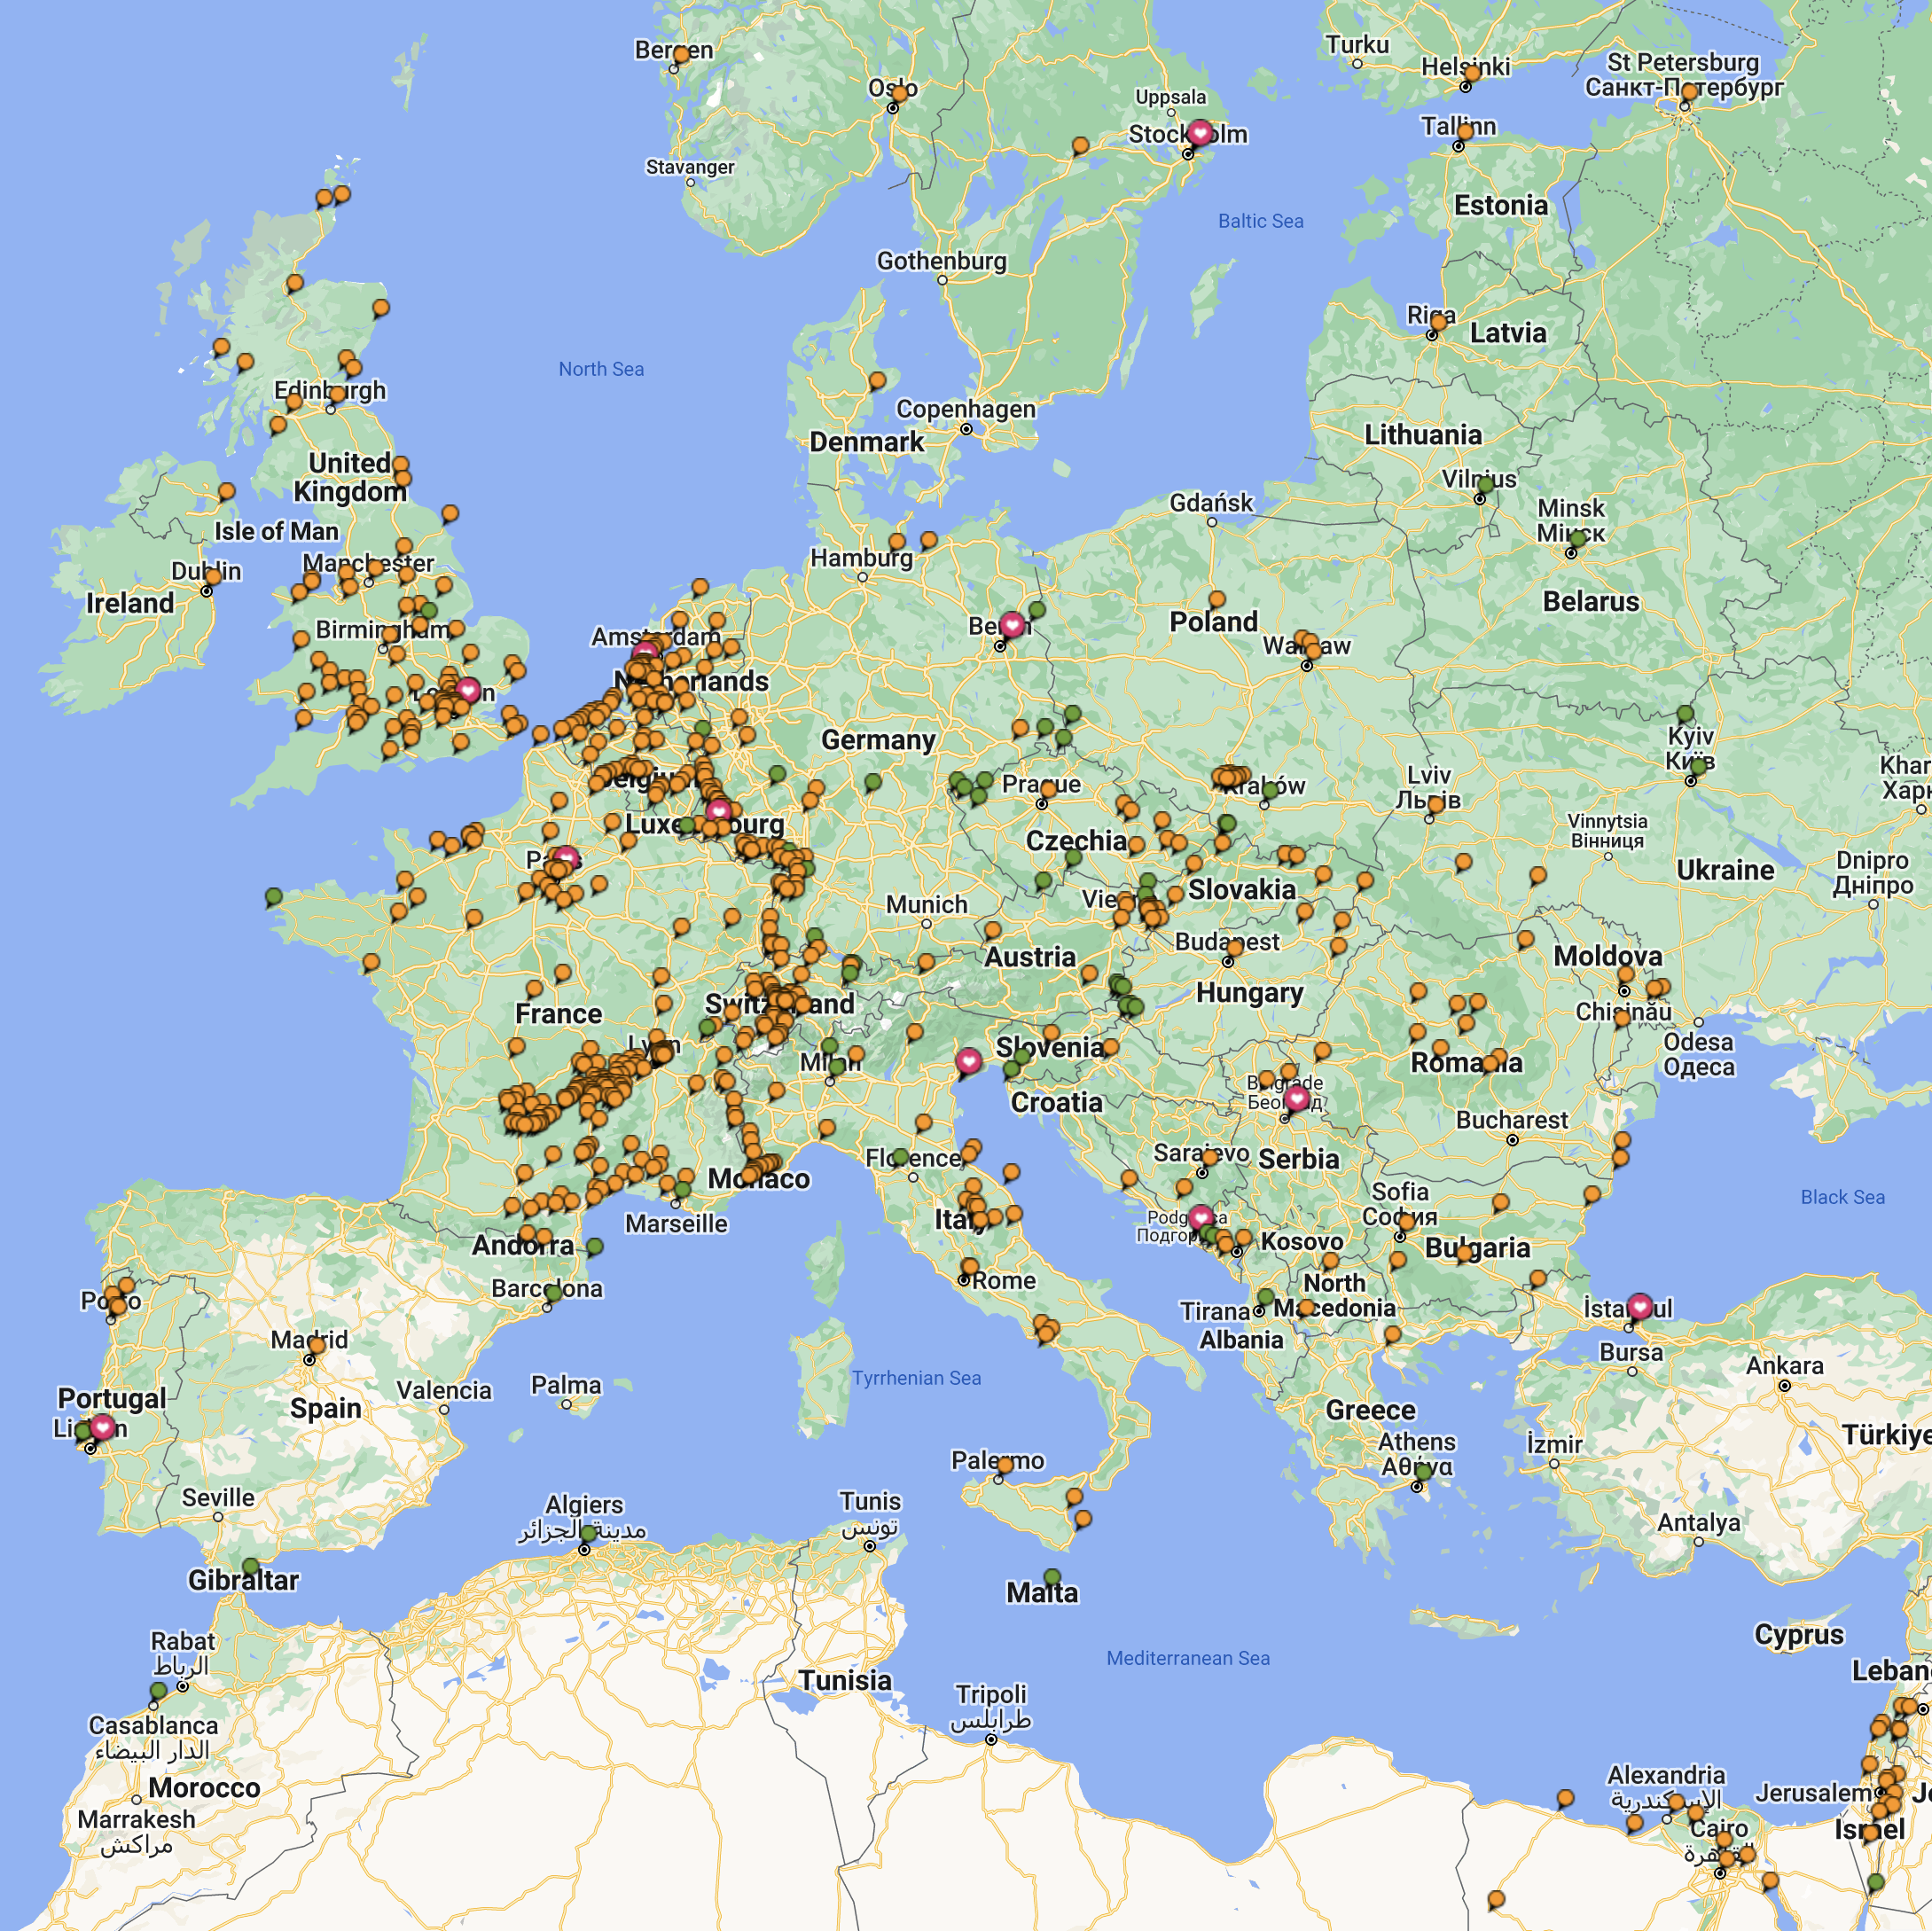 Bergen
Oslo
Turku
Helsinki
St Petersburg
Санкт-Петербург
Uppsala
Stockholm
Tallinn
Stavanger
Estonia
Baltic Sea
Gothenburg
Riga
Latvia
North Sea
Edinburgh
Copenhagen
Denmark
Lithuania
United
Kingdom
Vilnius
Gdańsk
Minsk
Мінск
Isle of Man
Hamburg
Manchester
Dublin
Ireland
Belarus
Birmingham
Amsterdam
Berlin
Poland
Warsaw
Netherlands
London
Germany
Kyiv
Київ
Belgium
Prague
Kraków
Lviv
Львів
Khar
Харк
Luxembourg
Czechia
Vinnytsia
Вінниця
Paris
Ukraine
Dnipro
Дніпро
Slovakia
Vienna
Munich
Budapest
Austria
Moldova
Hungary
Switzerland
France
Chișinău
Odesa
Одеса
Lyon
Slovenia
Milan
Romania
Belgrade
Београд
Croatia
Bucharest
Florence
Sarajevo
Serbia
Monaco
Black Sea
Sofia
София
Marseille
Italy
Podgorica
Подгорица
Kosovo
Bulgaria
Andorra
Barcelona
Rome
North
Macedonia
Porto
Tirana
Albania
İstanbul
Bursa
Madrid
Ankara
Tyrrhenian Sea
Palma
Valencia
Portugal
Spain
Lisbon
Greece
Athens
Αθήνα
İzmir
Türkiye
Palermo
Seville
Algiers
مدينة الجزائر
Tunis
تونس
Antalya
Gibraltar
Malta
Rabat
الرباط
Cyprus
Mediterranean Sea
Leban
Tunisia
Tripoli
طرابلس
Casablanca
الدار البيضاء
Morocco
Alexandria
الإسكندرية
Jerusalem
Jo
Marrakesh
مراكش
Cairo
القاهرة
Israel